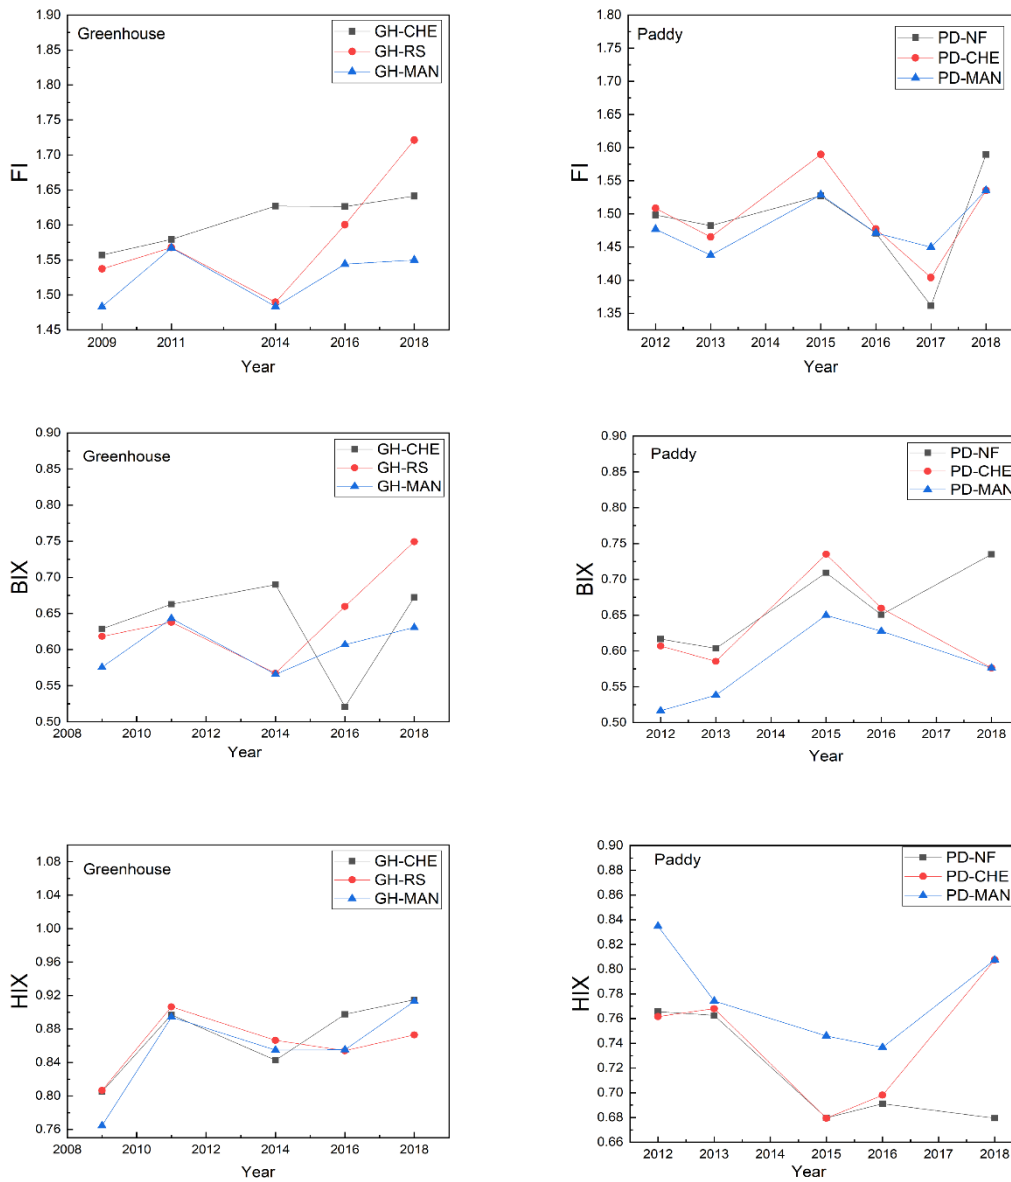 Greenhouse
GH-CHE
GH-RS
GH-MAN
1.90
1.85
1.80
1.75
1.70
1.65
1.60
1.55
1.50
1.45
FI
2009 2011 2014 2016 2018
Year
Paddy
PD-NF
PD-CHE
PD-MAN
1.80
1.75
1.70
1.65
1.60
1.55
1.50
1.45
1.40
1.35
FI
2012 2013 2014 2015 2016 2017 2018
Year
Greenhouse
GH-CHE
GH-RS
GH-MAN
0.90
0.85
0.80
0.75
0.70
0.65
0.60
0.55
0.50
BIX
2008 2010 2012 2014 2016 2018
Year
Paddy
PD-NF
PD-CHE
PD-MAN
0.90
0.85
0.80
0.75
0.70
0.65
0.60
0.55
0.50
BIX
2012 2013 2014 2015 2016 2017 2018
Year
Greenhouse
GH-CHE
GH-RS
GH-MAN
1.08
1.04
1.00
0.96
0.92
0.88
0.84
0.80
0.76
HIX
2008 2010 2012 2014 2016 2018
Year
Paddy
PD-NF
PD-CHE
PD-MAN
0.90
0.88
0.86
0.84
0.82
0.80
0.78
0.76
0.74
0.72
0.70
0.68
0.66
HIX
2012 2013 2014 2015 2016 2017 2018
Year